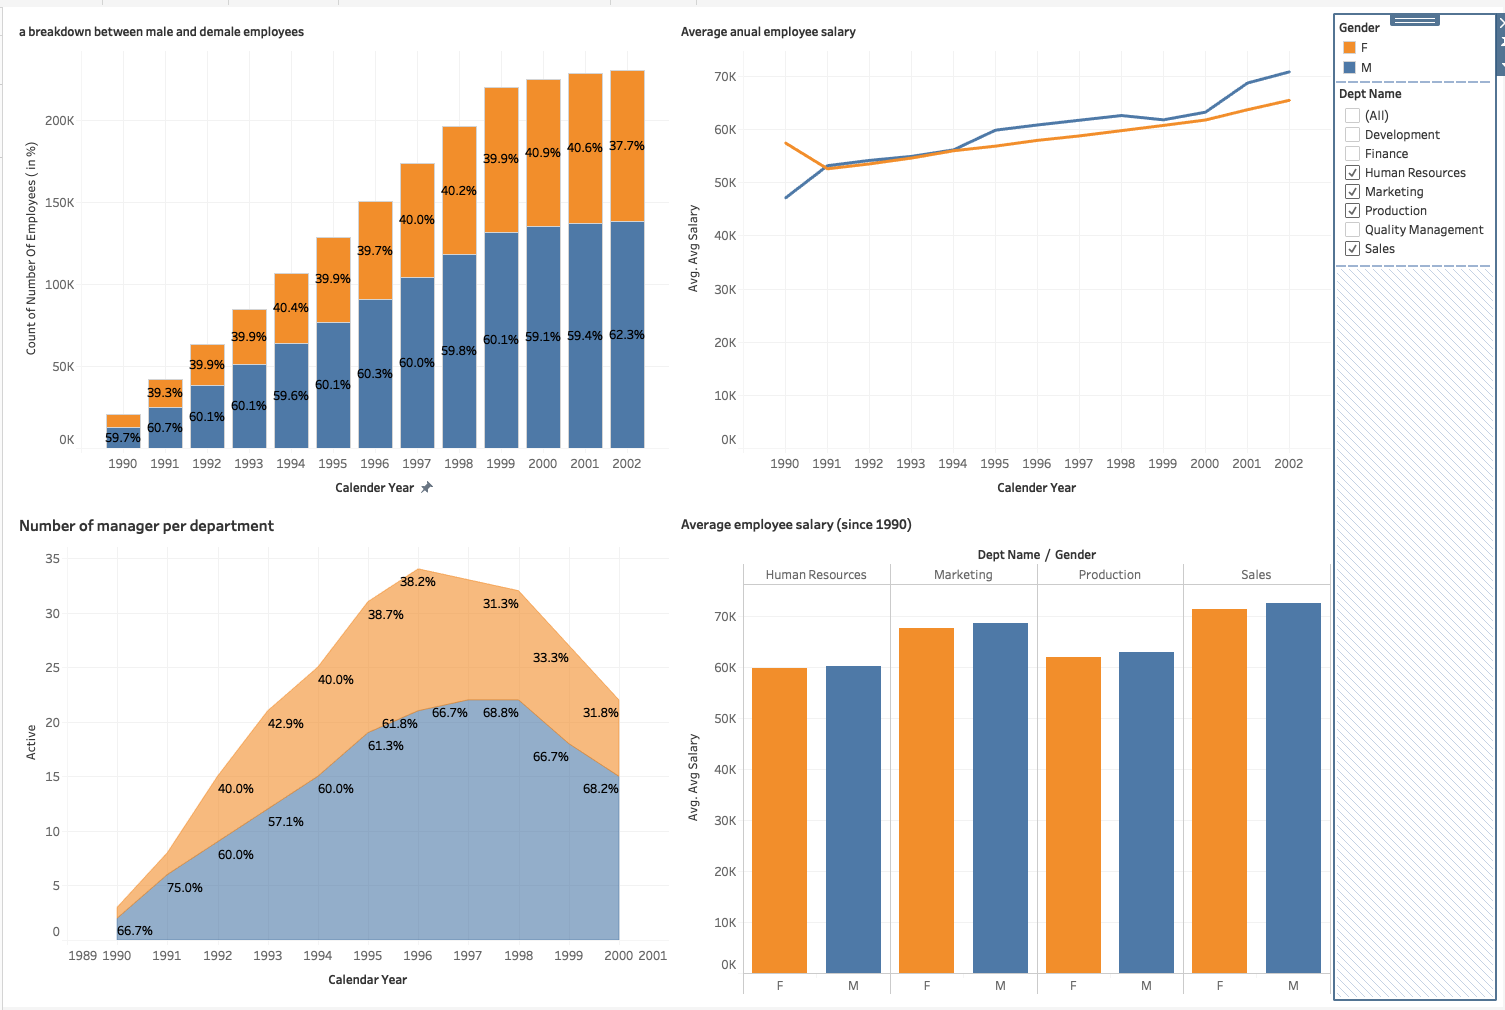 a breakdown between male and demale employees
Count of Number Of Employees ( in %)
200K
150K
100K
50K
0K
59.7%
39.3%
60.7%
39.9%
60.1%
39.9%
60.1%
40.4%
59.6%
39.9%
60.1%
39.7%
60.3%
40.0%
60.0%
40.2%
59.8%
39.9%
60.1%
40.9%
59.1%
40.6%
59.4%
37.7%
62.3%
1990 1991 1992 1993 1994 1995 1996 1997 1998 1999 2000 2001 2002
Calender Year
Average anual employee salary
Avg. Avg Salary
70K
60K
50K
40K
30K
20K
10K
0K
1990 1991 1992 1993 1994 1995 1996 1997 1998 1999 2000 2001 2002
Calender Year
Gender
F
M
Dept Name
(All)
Development
Finance
Human Resources
Marketing
Production
Quality Management
Sales
Number of manager per department
Active
35
30
25
20
15
10
5
0
66.7%
75.0%
40.0%
60.0%
42.9%
57.1%
40.0%
60.0%
38.7%
61.3%
38.2%
61.8%
66.7%
31.3%
68.8%
33.3%
66.7%
31.8%
68.2%
1989 1990 1991 1992 1993 1994 1995 1996 1997 1998 1999 2000 2001
Calendar Year
Average employee salary (since 1990)
Dept Name / Gender
Human Resources Marketing Production Sales
Avg. Avg Salary
70K
60K
50K
40K
30K
20K
10K
0K
F M F M F M F M